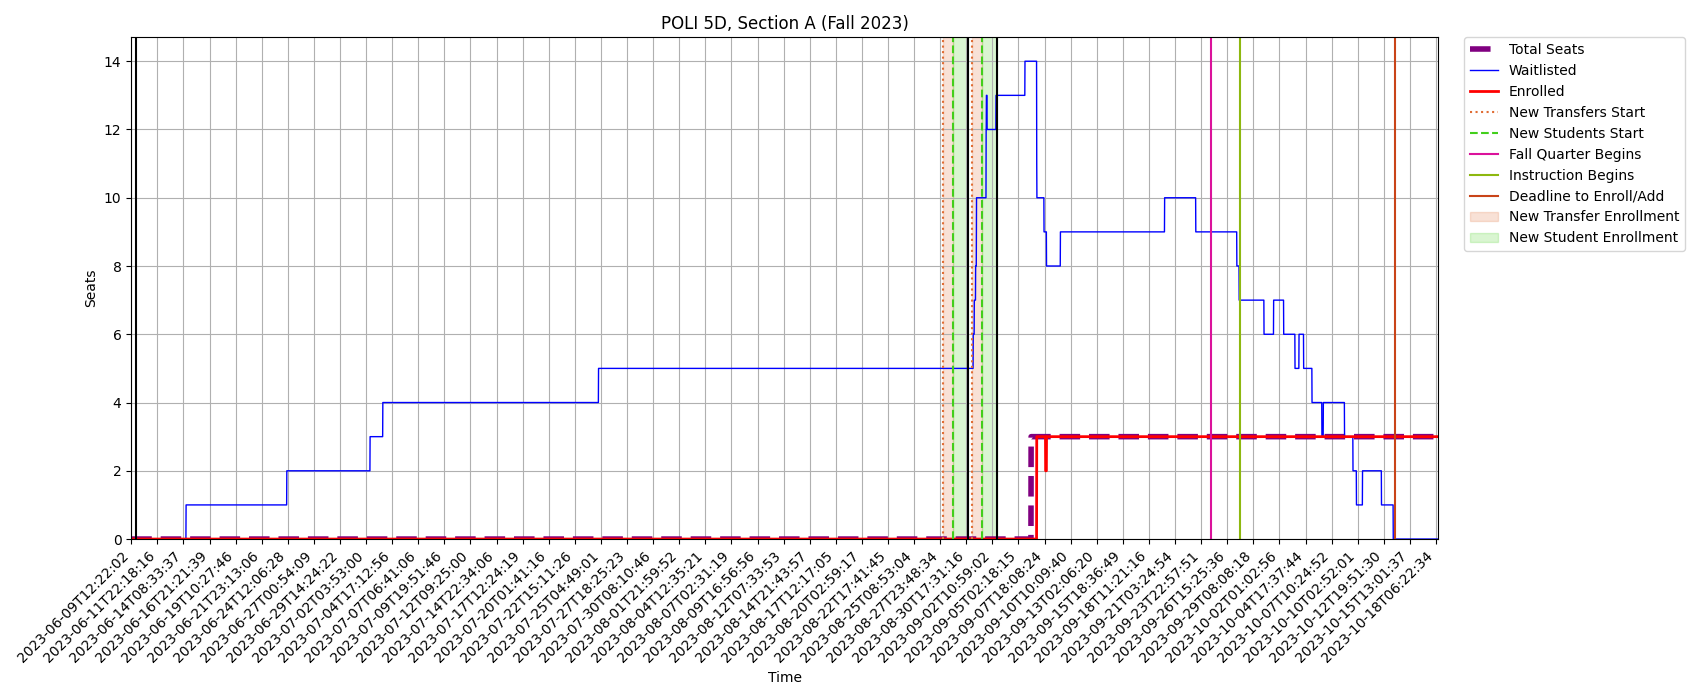 POLI 5D, Section A (Fall 2023)
Total Seats
Waitlisted
Enrolled
New Transfers Start
New Students Start
Fall Quarter Begins
Instruction Begins
Deadline to Enroll/Add
New Transfer Enrollment
New Student Enrollment
Seats
14
12
10
8
6
4
2
0
2023-06-09T12:22:02
2023-06-11T22:18:16
2023-06-14T08:33:37
2023-06-16T21:21:39
2023-06-19T10:27:46
2023-06-21T23:13:06
2023-06-24T12:06:28
2023-06-27T00:54:09
2023-06-29T14:24:22
2023-07-02T03:53:00
2023-07-04T17:12:56
2023-07-07T06:41:06
2023-07-09T19:51:46
2023-07-12T09:25:00
2023-07-14T22:34:06
2023-07-17T12:24:19
2023-07-20T01:41:16
2023-07-22T15:11:26
2023-07-25T04:49:01
2023-07-27T18:25:23
2023-07-30T08:10:46
2023-08-01T21:59:52
2023-08-04T12:35:21
2023-08-07T02:31:19
2023-08-09T16:56:56
2023-08-12T07:33:53
2023-08-14T21:43:57
2023-08-17T12:17:05
2023-08-20T02:59:17
2023-08-22T17:41:45
2023-08-25T08:53:04
2023-08-27T23:48:34
2023-08-30T17:31:16
2023-09-02T10:59:02
2023-09-05T02:18:15
2023-09-07T18:08:24
2023-09-10T10:09:40
2023-09-13T02:06:20
2023-09-15T18:36:49
2023-09-18T11:21:16
2023-09-21T03:24:54
2023-09-23T22:57:51
2023-09-26T15:25:36
2023-09-29T08:08:18
2023-10-02T01:02:56
2023-10-04T17:37:44
2023-10-07T10:24:52
2023-10-10T02:52:01
2023-10-12T19:51:30
2023-10-15T13:01:37
2023-10-18T06:22:34
Time